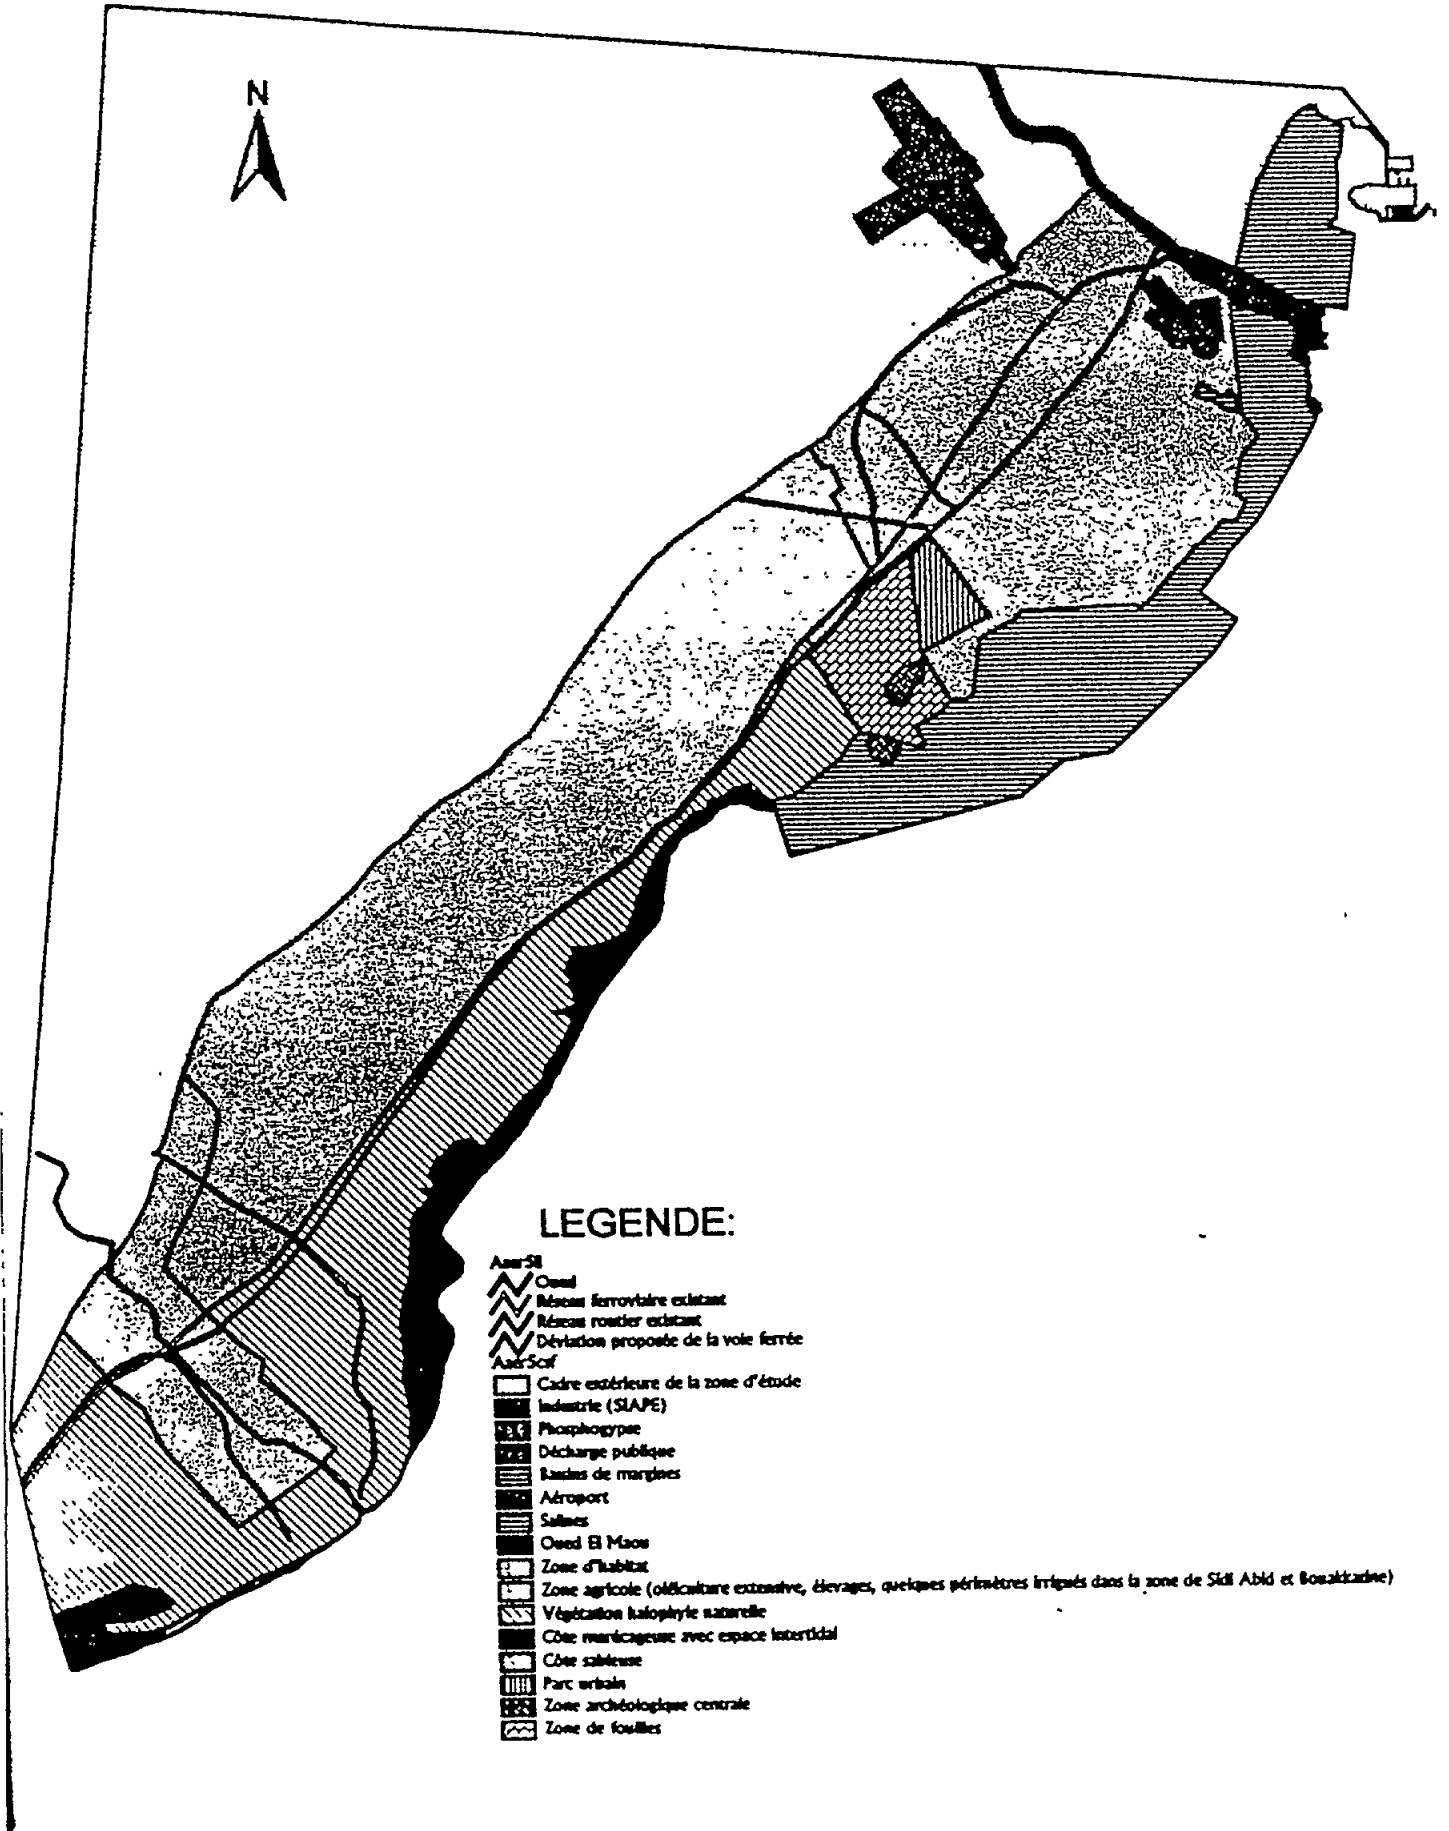 N
LEGENDE:
Oued
Réseau ferroviaire existant
Réseau routier existant
Déviation proposée de la voie ferrée
Cadre extérieure de la zone d'étude
Industrie (SIAPE)
Phosphogypse
Décharge publique
Bassins de margines
Aéroport
Salines
Oued El Maou
Zone d'habitat
Zone agricole (oléiculture extensive, élevages, quelques périmètres irrigués dans la zone de Skii Abid et Bouakkazine)
Végétation halophyle naturelle
Côte marécageuse avec espace intertidal
Côte sableuse
Parc urbain
Zone archéologique centrale
Zone de fouilles